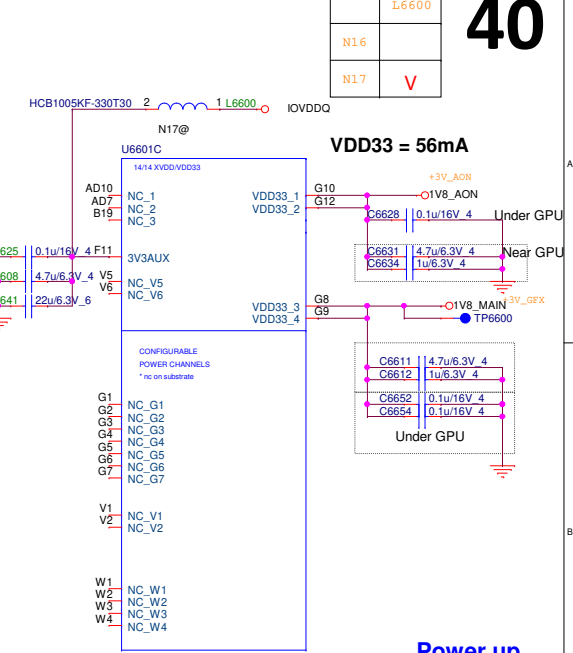 L6600
40
N16
N17 V
HCB1005KF-330T30 2 1 L6600 IOVDDQ
N17@
VDD33 = 56mA
U6601C
14/14 XVDD/VDD33
A
+3V_AON
AD10 NC_1 VDD33_1 G10 1V8_AON
AD7 NC_2 VDD33_2 G12
B19 NC_3
C6628 0.1u/16V_4 Under GPU
625 0.1u/16V_4 F11 3V3AUX
C6631 4.7u/6.3V_4 Near GPU
C6634 1u/6.3V_4
608 4.7u/6.3V_4 V5 NC_V5
V6 NC_V6
641 22u/6.3V_6
VDD33_3 G8 1V8_MAIN +3V_GFX
VDD33_4 G9 TP6600
CONFIGURABLE
POWER CHANNELS
* nc on substrate
C6611 4.7u/6.3V_4
C6612 1u/6.3V_4
C6652 0.1u/16V_4
C6654 0.1u/16V_4
Under GPU
G1 NC_G1
G2 NC_G2
G3 NC_G3
G4 NC_G4
G5 NC_G5
G6 NC_G6
G7 NC_G7
V1 NC_V1
V2 NC_V2
B
W1 NC_W1
W2 NC_W2
W3 NC_W3
W4 NC_W4
Power up